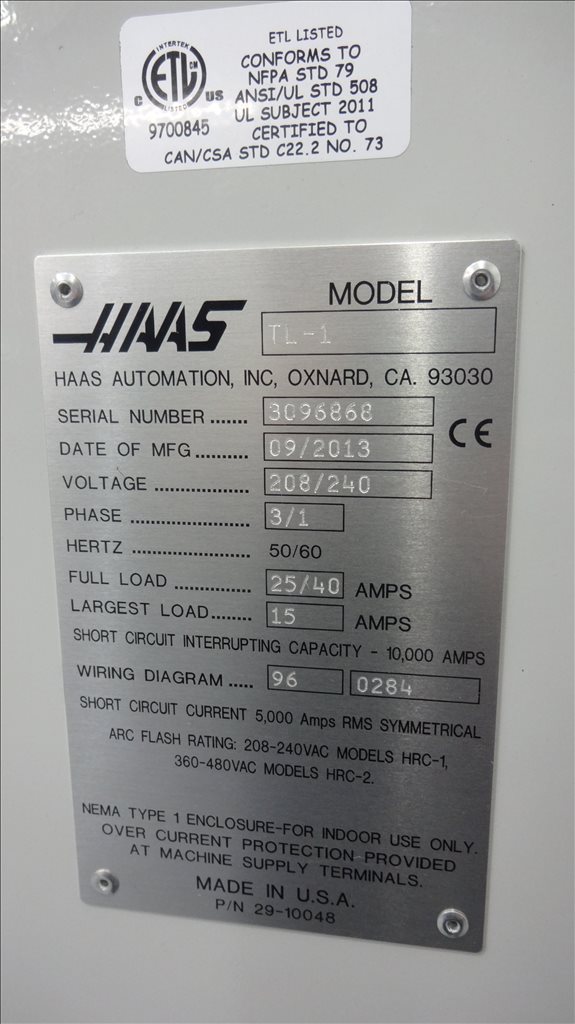 INTERTEK
ETL CM
LISTED
C US
9700845
ETL LISTED
CONFORMS TO
NFPA STD 79
ANSI/UL STD 508
UL SUBJECT 2011
CERTIFIED TO
CAN/CSA STD C22.2 NO. 73
HAAS
MODEL
TL-1
HAAS AUTOMATION, INC, OXNARD, CA. 93030
SERIAL NUMBER ....... 3096868
CE
DATE OF MFG.......... 09/2013
VOLTAGE .................. 208/240
PHASE ....................... 3/1
HERTZ ...................... 50/60
FULL LOAD .............. 25/40 AMPS
LARGEST LOAD........ 15 AMPS
SHORT CIRCUIT INTERRUPTING CAPACITY - 10,000 AMPS
WIRING DIAGRAM ..... 96 0284
SHORT CIRCUIT CURRENT 5,000 Amps RMS SYMMETRICAL
ARC FLASH RATING: 208-240VAC MODELS HRC-1,
360-480VAC MODELS HRC-2.
NEMA TYPE 1 ENCLOSURE-FOR INDOOR USE ONLY.
OVER CURRENT PROTECTION PROVIDED
AT MACHINE SUPPLY TERMINALS.
MADE IN U.S.A.
P/N 29-10048